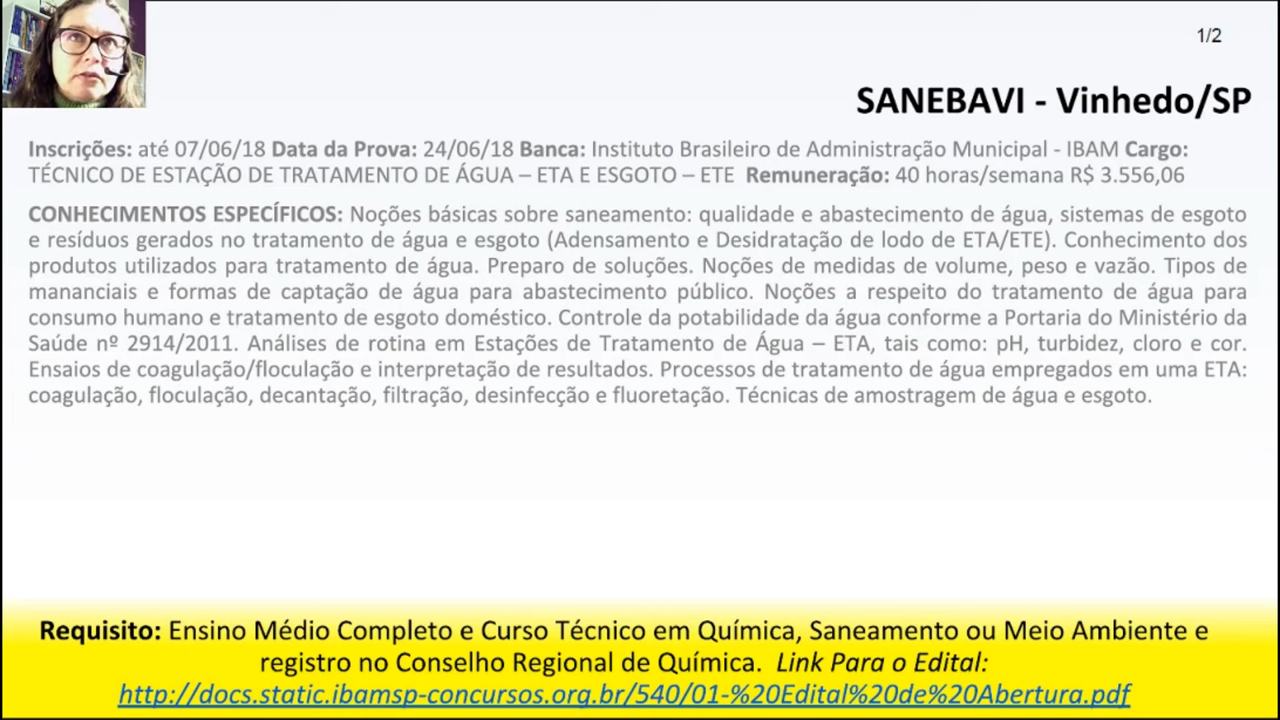 1/2
SANEBAVI - Vinhedo/SP
Inscrições: até 07/06/18 Data da Prova: 24/06/18 Banca: Instituto Brasileiro de Administração Municipal - IBAM Cargo:
TÉCNICO DE ESTAÇÃO DE TRATAMENTO DE ÁGUA – ETA E ESGOTO – ETE Remuneração: 40 horas/semana R$ 3.556,06
CONHECIMENTOS ESPECÍFICOS: Noções básicas sobre saneamento: qualidade e abastecimento de água, sistemas de esgoto
e resíduos gerados no tratamento de água e esgoto (Adensamento e Desidratação de lodo de ETA/ETE). Conhecimento dos
produtos utilizados para tratamento de água. Preparo de soluções. Noções de medidas de volume, peso e vazão. Tipos de
mananciais e formas de captação de água para abastecimento público. Noções a respeito do tratamento de água para
consumo humano e tratamento de esgoto doméstico. Controle da potabilidade da água conforme a Portaria do Ministério da
Saúde nº 2914/2011. Análises de rotina em Estações de Tratamento de Água – ETA, tais como: pH, turbidez, cloro e cor.
Ensaios de coagulação/floculação e interpretação de resultados. Processos de tratamento de água empregados em uma ETA:
coagulação, floculação, decantação, filtração, desinfecção e fluoretação. Técnicas de amostragem de água e esgoto.
Requisito: Ensino Médio Completo e Curso Técnico em Química, Saneamento ou Meio Ambiente e
registro no Conselho Regional de Química. Link Para o Edital:
http://docs.static.ibamsp-concursos.org.br/540/01-%20Edital%20de%20Abertura.pdf